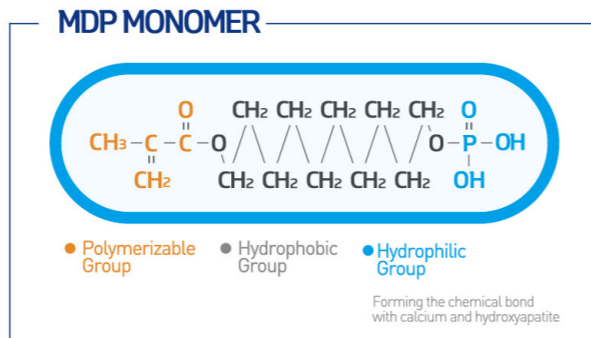 MDP MONOMER
O CH₂ CH₂ CH₂ CH₂ CH₂ O
CH₃–C–C–O O–P–OH
CH₂ CH₂ CH₂ CH₂ CH₂ CH₂ OH
Polymerizable Group
Hydrophobic Group
Hydrophilic Group
Forming the chemical bond
with calcium and hydroxyapatite